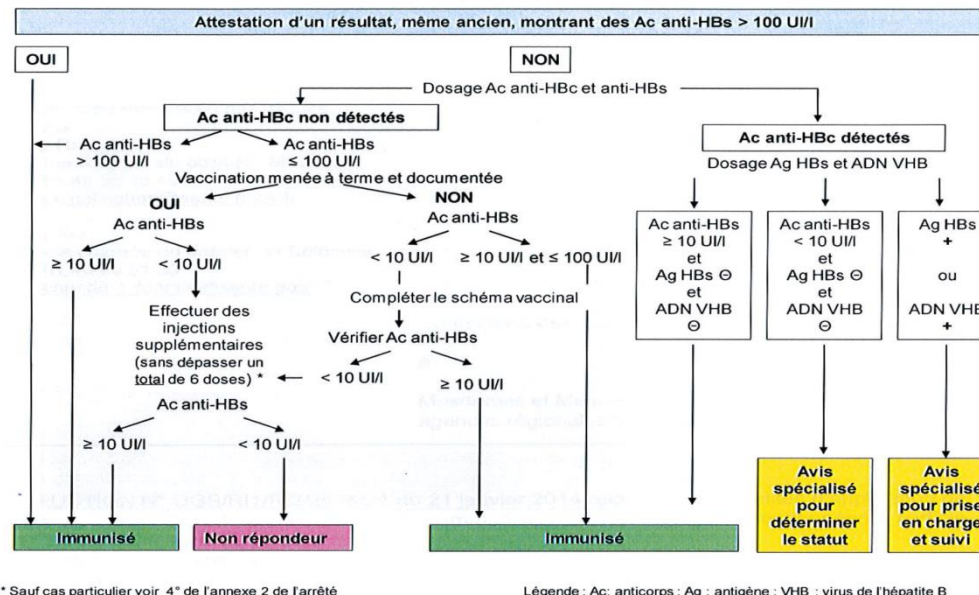 Attestation d'un résultat, même ancien, montrant des Ac anti-HBs > 100 UI/l
OUI
NON
Dosage Ac anti-HBc et anti-HBs
Ac anti-HBc non détectés
Ac anti-HBc détectés
Ac anti-HBs
> 100 UI/l
Ac anti-HBs
≤ 100 UI/l
Dosage Ag HBs et ADN VHB
Vaccination menée à terme et documentée
OUI
NON
Ac anti-HBs
Ac anti-HBs
≥ 10 UI/l
< 10 UI/l
< 10 UI/l
≥ 10 UI/l et ≤ 100 UI/l
Ac anti-HBs
≥ 10 UI/l
et
Ag HBs ⊖
et
ADN VHB
⊖
Ac anti-HBs
< 10 UI/l
et
Ag HBs ⊖
et
ADN VHB
⊖
Ag HBs
+
ou
ADN VHB
+
Effectuer des
injections
supplémentaires
(sans dépasser un
total de 6 doses) *
Compléter le schéma vaccinal
Vérifier Ac anti-HBs
< 10 UI/l
≥ 10 UI/l
Ac anti-HBs
≥ 10 UI/l
< 10 UI/l
Immunisé
Non répondeur
Immunisé
Avis
spécialisé
pour
déterminer
le statut
Avis
spécialisé
pour prise
en charge
et suivi
* Sauf cas particulier voir 4° de l'annexe 2 de l'arrêté
Légende : Ac: anticorps ; Ag : antigène ; VHB : virus de l'hépatite B